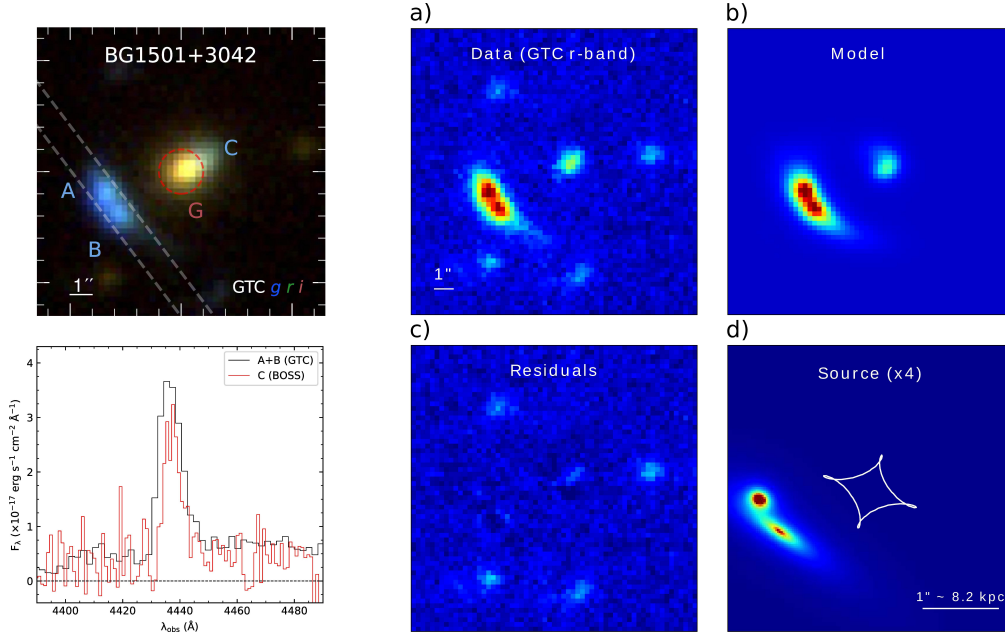 a)
b)
BG1501+3042
Data (GTC r-band)
Model
C
A
G
B
1″
GTC g r i
1"
c)
d)
Residuals
Source (x4)
1" ~ 8.2 kpc
A+B (GTC)
C (BOSS)
4
3
2
1
0
F_λ (×10⁻¹⁷ erg s⁻¹ cm⁻² Å⁻¹)
4400 4420 4440 4460 4480
λ_obs (Å)